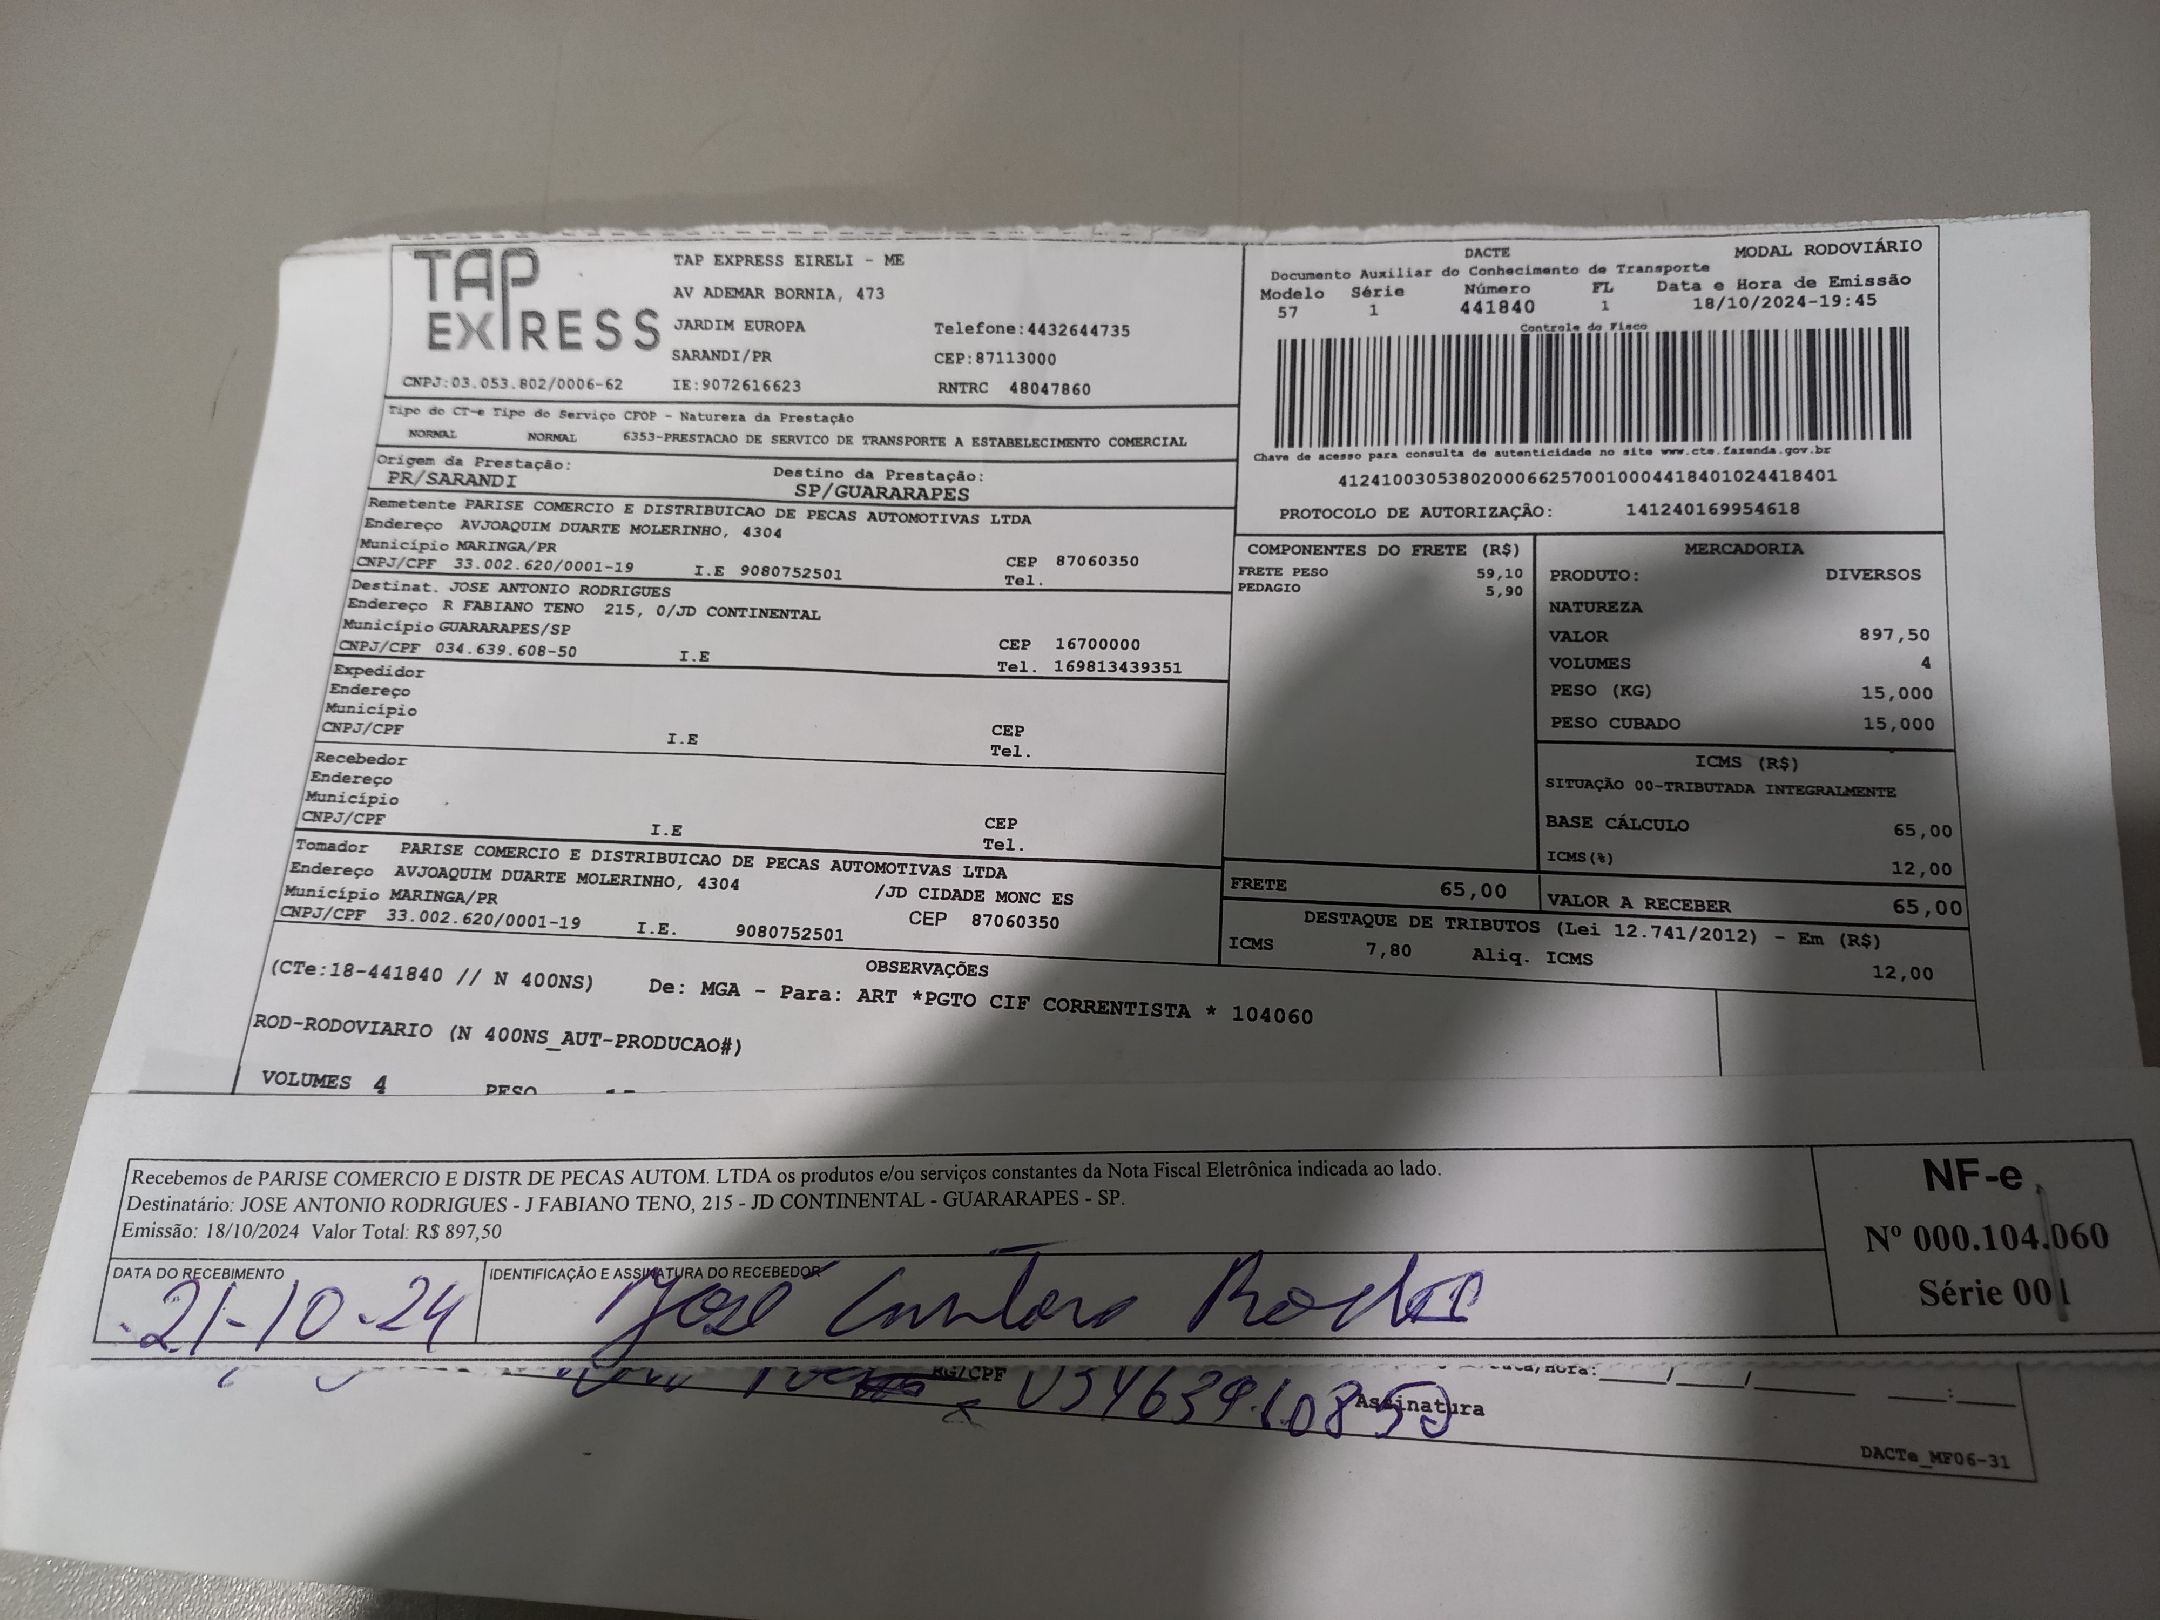 TAP
EXPRESS
TAP EXPRESS EIRELI - ME
AV ADEMAR BORNIA, 473
JARDIM EUROPA Telefone:4432644735
SARANDI/PR CEP:87113000
CNPJ:03.053.802/0006-62 IE:9072616623 RNTRC 48047860
DACTE MODAL RODOVIÁRIO
Documento Auxiliar do Conhecimento de Transporte
Modelo Série Número FL Data e Hora de Emissão
57 1 441840 1 18/10/2024-19:45
Controle do Fisco
Chave de acesso para consulta de autenticidade no site www.cte.fazenda.gov.br
41241003053802000662570010004418401024418401
PROTOCOLO DE AUTORIZAÇÃO: 141240169954618
Tipo do CT-e Tipo do Serviço CFOP - Natureza da Prestação
NORMAL NORMAL 6353-PRESTACAO DE SERVICO DE TRANSPORTE A ESTABELECIMENTO COMERCIAL
Origem da Prestação: Destino da Prestação:
PR/SARANDI SP/GUARARAPES
Remetente PARISE COMERCIO E DISTRIBUICAO DE PECAS AUTOMOTIVAS LTDA
Endereço AVJOAQUIM DUARTE MOLERINHO, 4304
Município MARINGA/PR CEP 87060350
CNPJ/CPF 33.002.620/0001-19 I.E 9080752501 Tel.
Destinat. JOSE ANTONIO RODRIGUES
Endereço R FABIANO TENO 215, 0/JD CONTINENTAL
Município GUARARAPES/SP CEP 16700000
CNPJ/CPF 034.639.608-50 I.E Tel. 169813439351
Expedidor
Endereço
Município CEP
CNPJ/CPF I.E Tel.
Recebedor
Endereço
Município CEP
CNPJ/CPF I.E Tel.
Tomador PARISE COMERCIO E DISTRIBUICAO DE PECAS AUTOMOTIVAS LTDA
Endereço AVJOAQUIM DUARTE MOLERINHO, 4304 /JD CIDADE MONC ES
Município MARINGA/PR CEP 87060350
CNPJ/CPF 33.002.620/0001-19 I.E. 9080752501
COMPONENTES DO FRETE (R$)
FRETE PESO 59,10
PEDAGIO 5,90
MERCADORIA
PRODUTO: DIVERSOS
NATUREZA
VALOR 897,50
VOLUMES 4
PESO (KG) 15,000
PESO CUBADO 15,000
ICMS (R$)
SITUAÇÃO 00-TRIBUTADA INTEGRALMENTE
BASE CÁLCULO 65,00
ICMS(%) 12,00
FRETE 65,00 VALOR A RECEBER 65,00
DESTAQUE DE TRIBUTOS (Lei 12.741/2012) - Em (R$)
ICMS 7,80 Aliq. ICMS 12,00
OBSERVAÇÕES
(CTe:18-441840 // N 400NS) De: MGA - Para: ART *PGTO CIF CORRENTISTA * 104060
ROD-RODOVIARIO (N 400NS_AUT-PRODUCAO#)
VOLUMES 4 PESO
Recebemos de PARISE COMERCIO E DISTR DE PECAS AUTOM. LTDA os produtos e/ou serviços constantes da Nota Fiscal Eletrônica indicada ao lado.
Destinatário: JOSE ANTONIO RODRIGUES - J FABIANO TENO, 215 - JD CONTINENTAL - GUARARAPES - SP.
Emissão: 18/10/2024 Valor Total: R$ 897,50
NF-e
Nº 000.104.060
Série 001
DATA DO RECEBIMENTO IDENTIFICAÇÃO E ASSINATURA DO RECEBEDOR
21-10-24 José
RG/CPF
Assinatura
DACTe_MF06-31